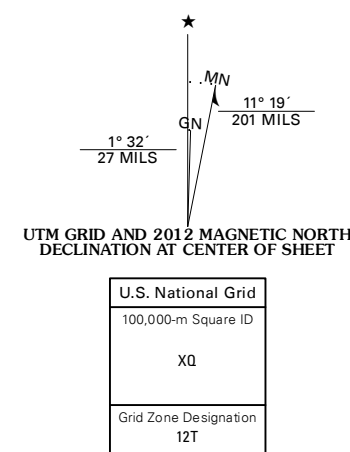 ★
MN
GN
11° 19´
201 MILS
1° 32´
27 MILS
UTM GRID AND 2012 MAGNETIC NORTH
DECLINATION AT CENTER OF SHEET
U.S. National Grid
100,000-m Square ID
XQ
Grid Zone Designation
12T